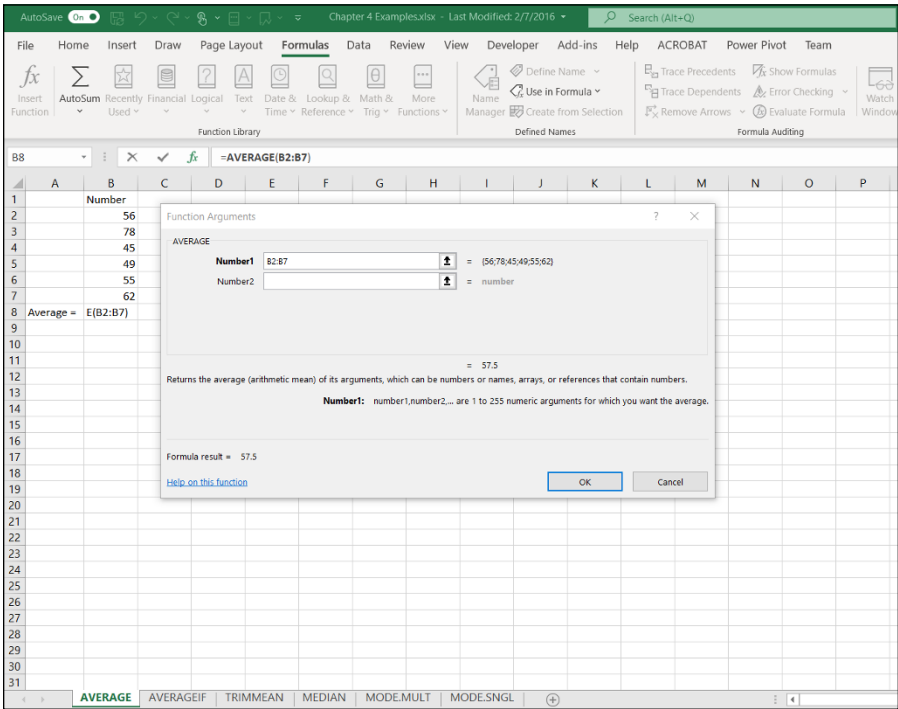 AutoSave On Chapter 4 Examples.xlsx - Last Modified: 2/7/2016 Search (Alt+Q)
File Home Insert Draw Page Layout Formulas Data Review View Developer Add-ins Help ACROBAT Power Pivot Team
fx Σ ? A θ
Insert Function AutoSum Recently Used Financial Logical Text Date & Time Lookup & Reference Math & Trig More Functions Name Manager Define Name Use in Formula Create from Selection Trace Precedents Trace Dependents Remove Arrows Show Formulas Error Checking Evaluate Formula Watch Window
Function Library Defined Names Formula Auditing
B8 fx =AVERAGE(B2:B7)
A B C D E F G H I J K L M N O P
1 Number
2 56
3 78
4 45
5 49
6 55
7 62
8 Average = E(B2:B7)
9
10
11
12
13
14
15
16
17
18
19
20
21
22
23
24
25
26
27
28
29
30
31
Function Arguments ?
AVERAGE
Number1 B2:B7 = {56;78;45;49;55;62}
Number2 = number
= 57.5
Returns the average (arithmetic mean) of its arguments, which can be numbers or names, arrays, or references that contain numbers.
Number1: number1,number2,... are 1 to 255 numeric arguments for which you want the average.
Formula result = 57.5
Help on this function OK Cancel
AVERAGE AVERAGEIF TRIMMEAN MEDIAN MODE.MULT MODE.SNGL